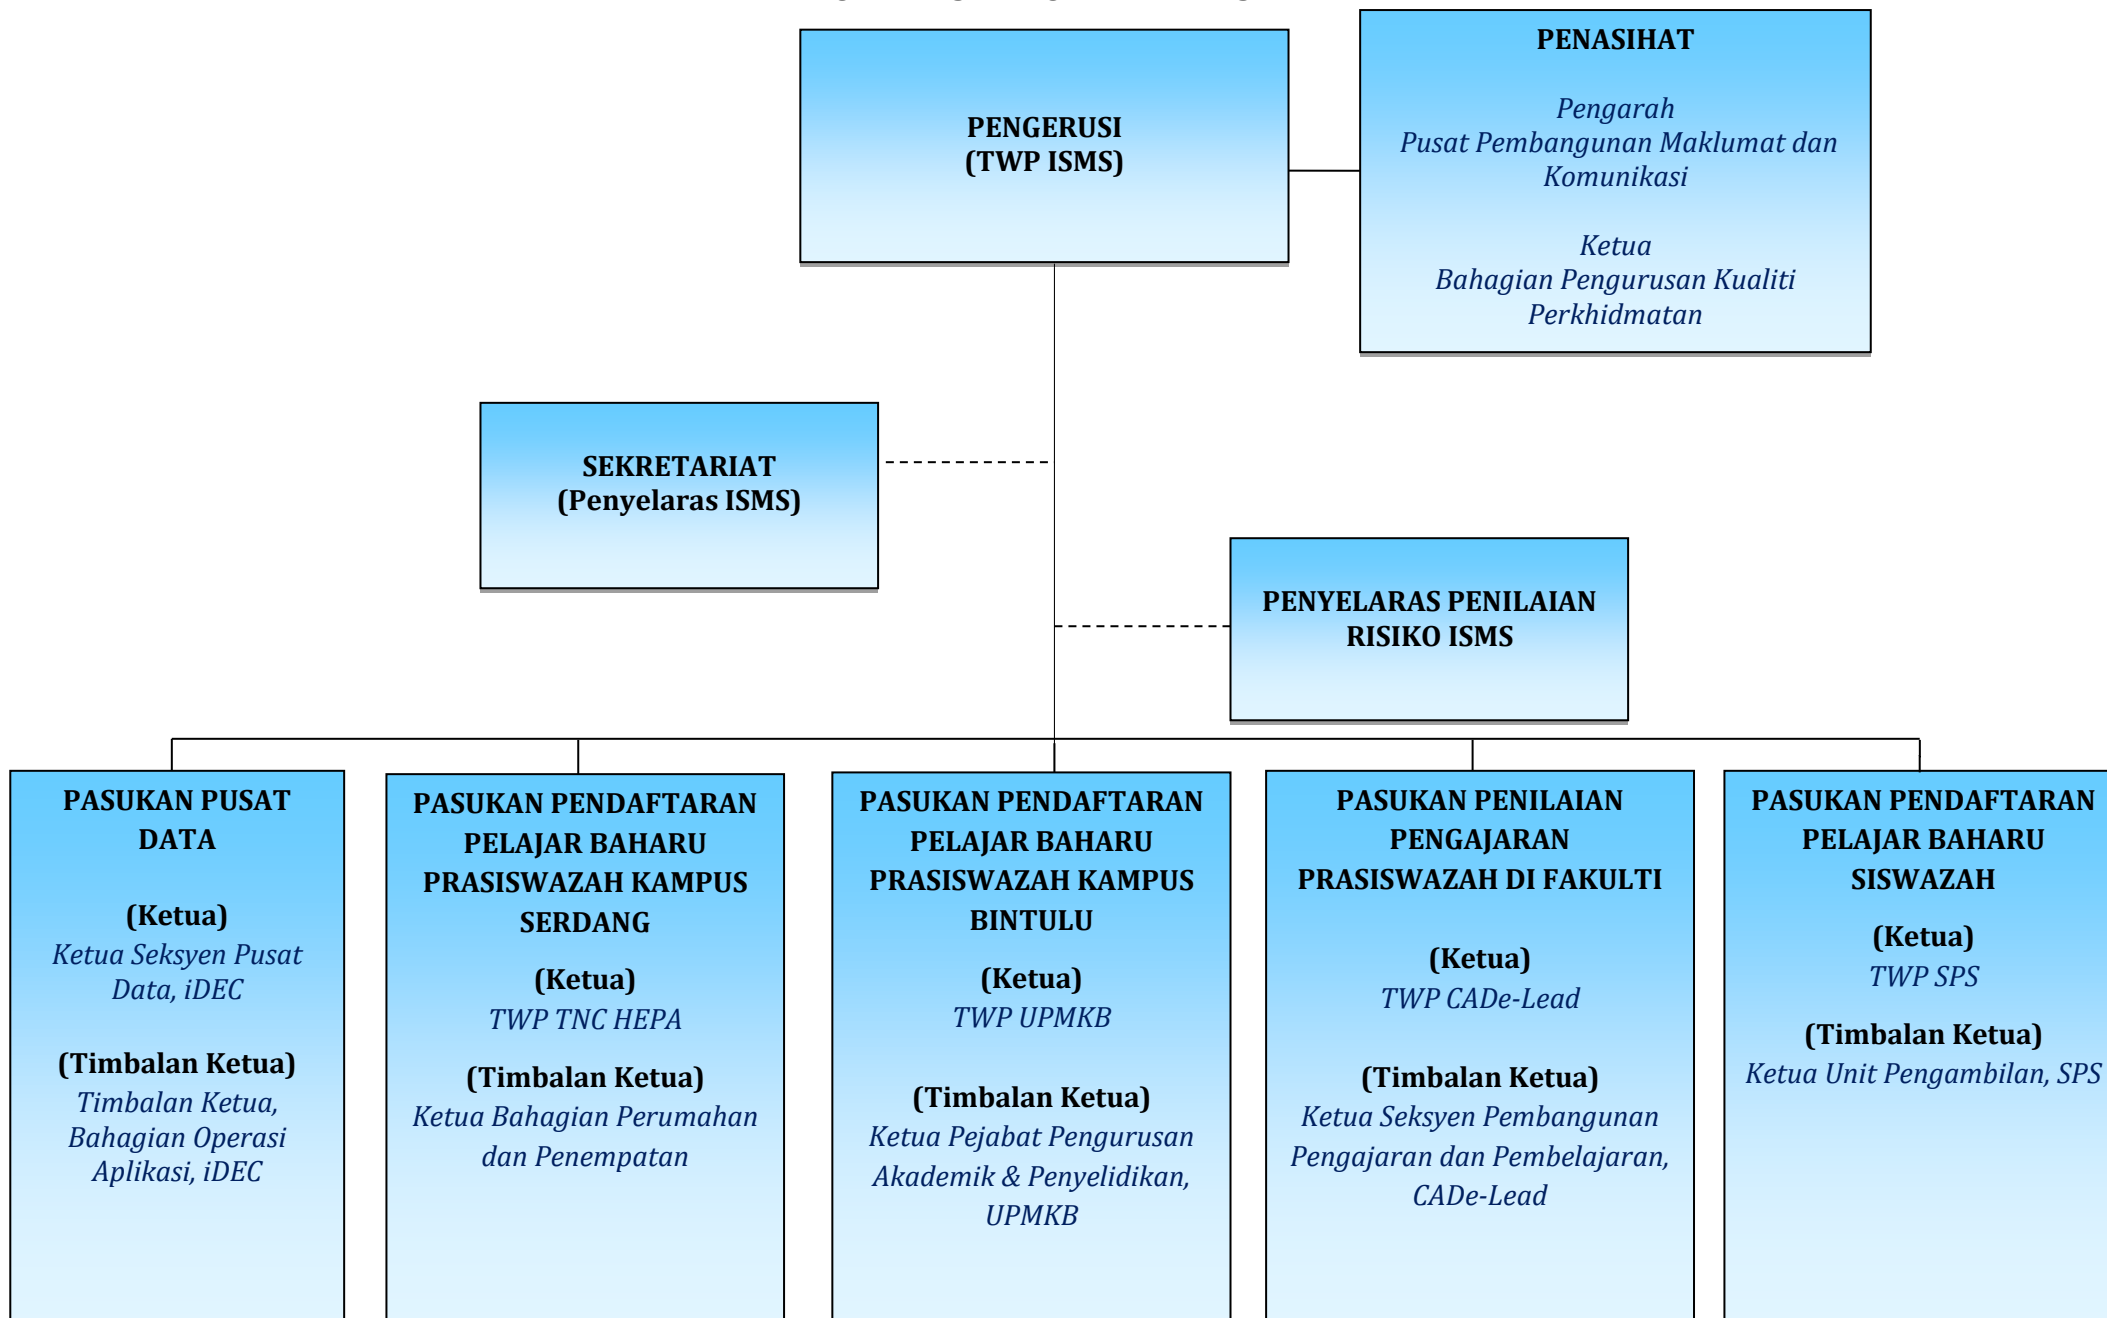 PENGERUSI
(TWP ISMS)
PENASIHAT
Pengarah
Pusat Pembangunan Maklumat dan
Komunikasi
Ketua
Bahagian Pengurusan Kualiti
Perkhidmatan
SEKRETARIAT
(Penyelaras ISMS)
PENYELARAS PENILAIAN
RISIKO ISMS
PASUKAN PUSAT
DATA
(Ketua)
Ketua Seksyen Pusat
Data, iDEC
(Timbalan Ketua)
Timbalan Ketua,
Bahagian Operasi
Aplikasi, iDEC
PASUKAN PENDAFTARAN
PELAJAR BAHARU
PRASISWAZAH KAMPUS
SERDANG
(Ketua)
TWP TNC HEPA
(Timbalan Ketua)
Ketua Bahagian Perumahan
dan Penempatan
PASUKAN PENDAFTARAN
PELAJAR BAHARU
PRASISWAZAH KAMPUS
BINTULU
(Ketua)
TWP UPMKB
(Timbalan Ketua)
Ketua Pejabat Pengurusan
Akademik & Penyelidikan,
UPMKB
PASUKAN PENILAIAN
PENGAJARAN
PRASISWAZAH DI FAKULTI
(Ketua)
TWP CADe-Lead
(Timbalan Ketua)
Ketua Seksyen Pembangunan
Pengajaran dan Pembelajaran,
CADe-Lead
PASUKAN PENDAFTARAN
PELAJAR BAHARU
SISWAZAH
(Ketua)
TWP SPS
(Timbalan Ketua)
Ketua Unit Pengambilan, SPS